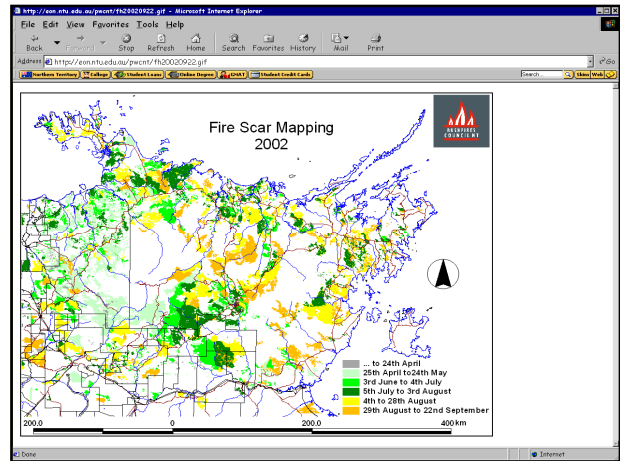 http://eon.ntu.edu.au/pwcnt/fh20020922.gif - Microsoft Internet Explorer
File Edit View Favorites Tools Help
Back Forward Stop Refresh Home Search Favorites History Mail Print
Address http://eon.ntu.edu.au/pwcnt/fh20020922.gif Go
Northern Territory College Student Loans Online Degree GMAT Student Credit Cards Search... Skins Web
Fire Scar Mapping
2002
BUSHFIRES
COUNCIL NT
... to 24th April
25th April to24th May
3rd June to 4th July
5th July to 3rd August
4th to 28th August
29th August to 22nd September
200.0 0 200.0 400 km
Done Internet